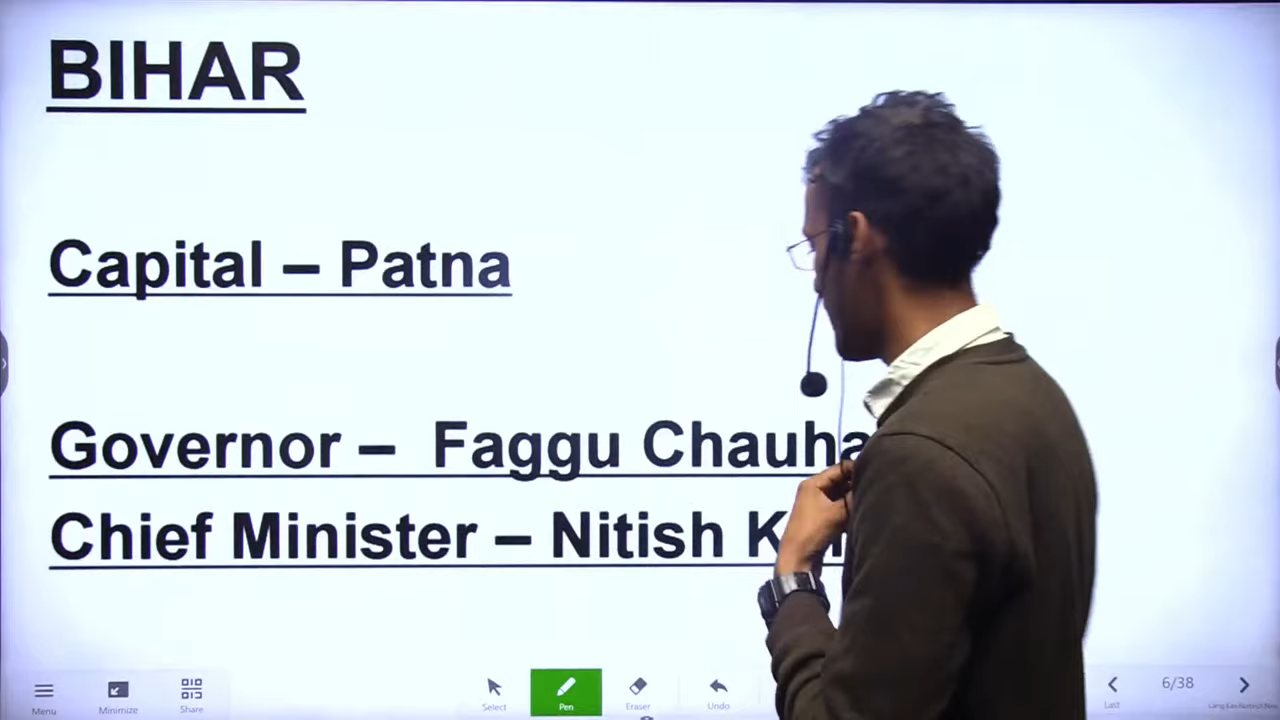 BIHAR
Capital – Patna
Governor – Faggu Chauha
Chief Minister – Nitish K
Menu
Minimize
Share
Select
Pen
Eraser
Undo
6/38
Last